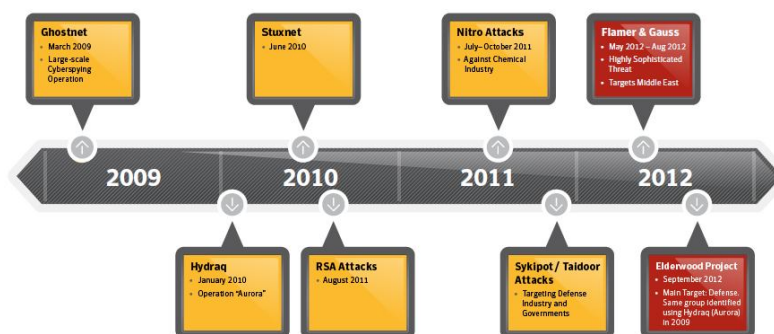 Ghostnet
• March 2009
• Large-scale
Cyberspying
Operation
Stuxnet
• June 2010
Nitro Attacks
• July–October 2011
• Against Chemical
Industry
Flamer & Gauss
• May 2012 – Aug 2012
• Highly Sophisticated
Threat
• Targets Middle East
2009
2010
2011
2012
Hydraq
• January 2010
• Operation “Aurora”
RSA Attacks
• August 2011
Sykipot / Taidoor
Attacks
• Targeting Defense
Industry and
Governments
Elderwood Project
• September 2012
• Main Target: Defense.
Same group identified
using Hydraq (Aurora)
in 2009